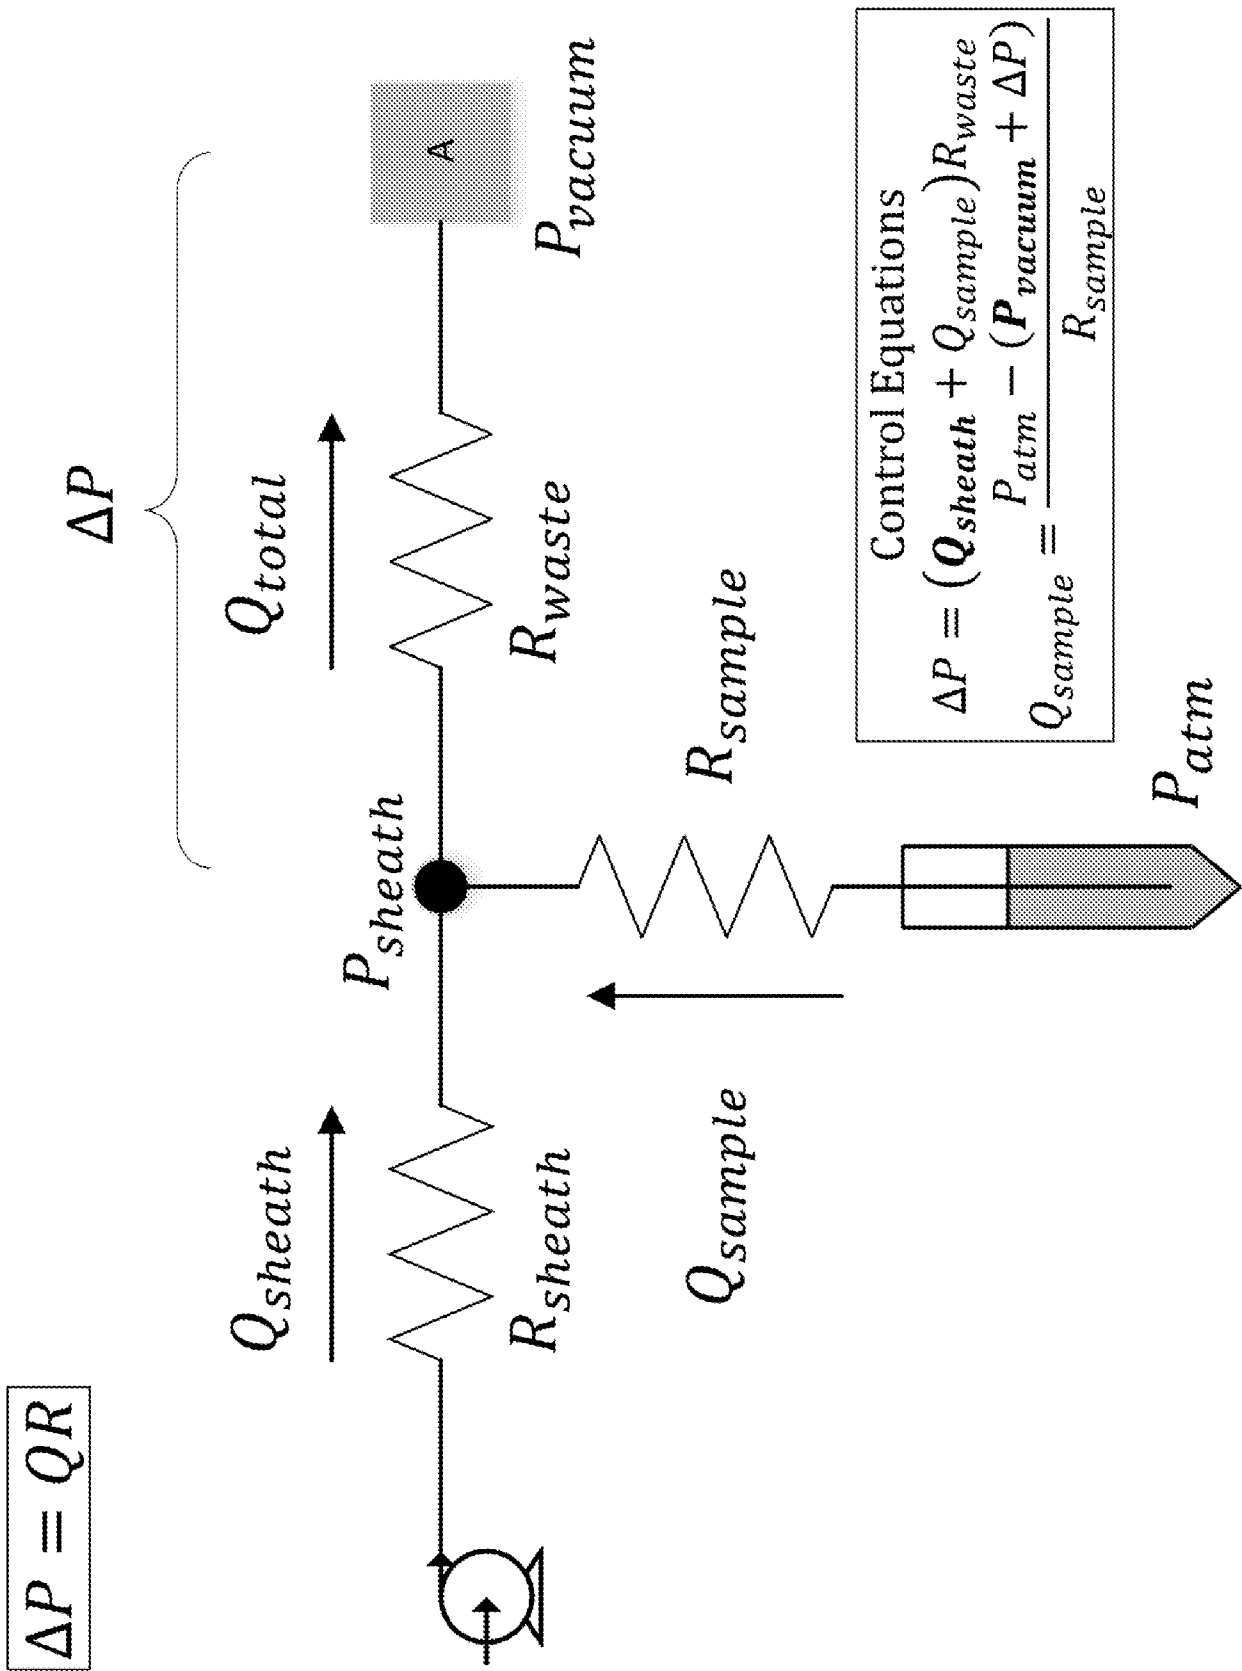 ΔP = QR
ΔP
Q_sheath
Q_total
P_sheath
A
R_sheath
R_waste
P_vacuum
Q_sample
R_sample
P_atm
Control Equations
ΔP = (Q_sheath + Q_sample)R_waste
Q_sample = P_atm − (P_vacuum + ΔP) / R_sample